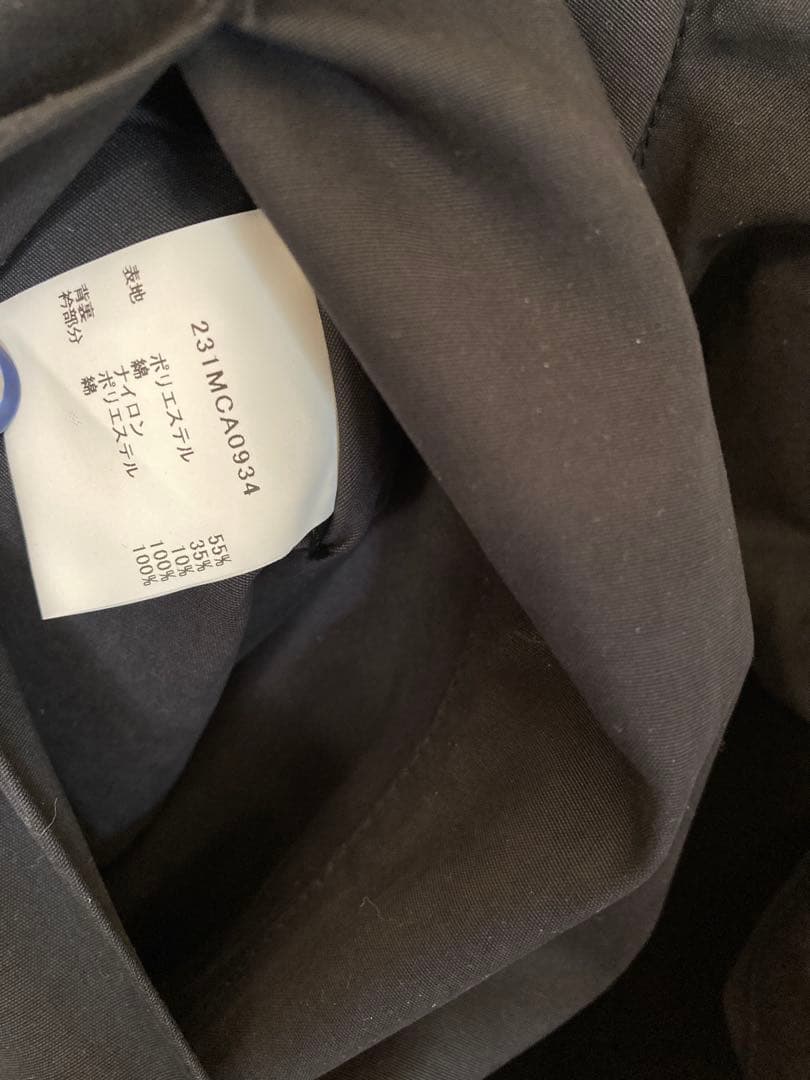 231MCA0934
表地 ポリエステル 55%
綿 35%
ナイロン 10%
背裏 ポリエステル 100%
衿部分 綿 100%